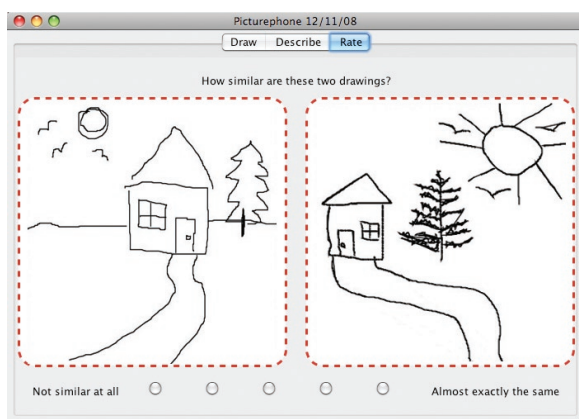 Picturephone 12/11/08
Draw Describe Rate
How similar are these two drawings?
Not similar at all Almost exactly the same